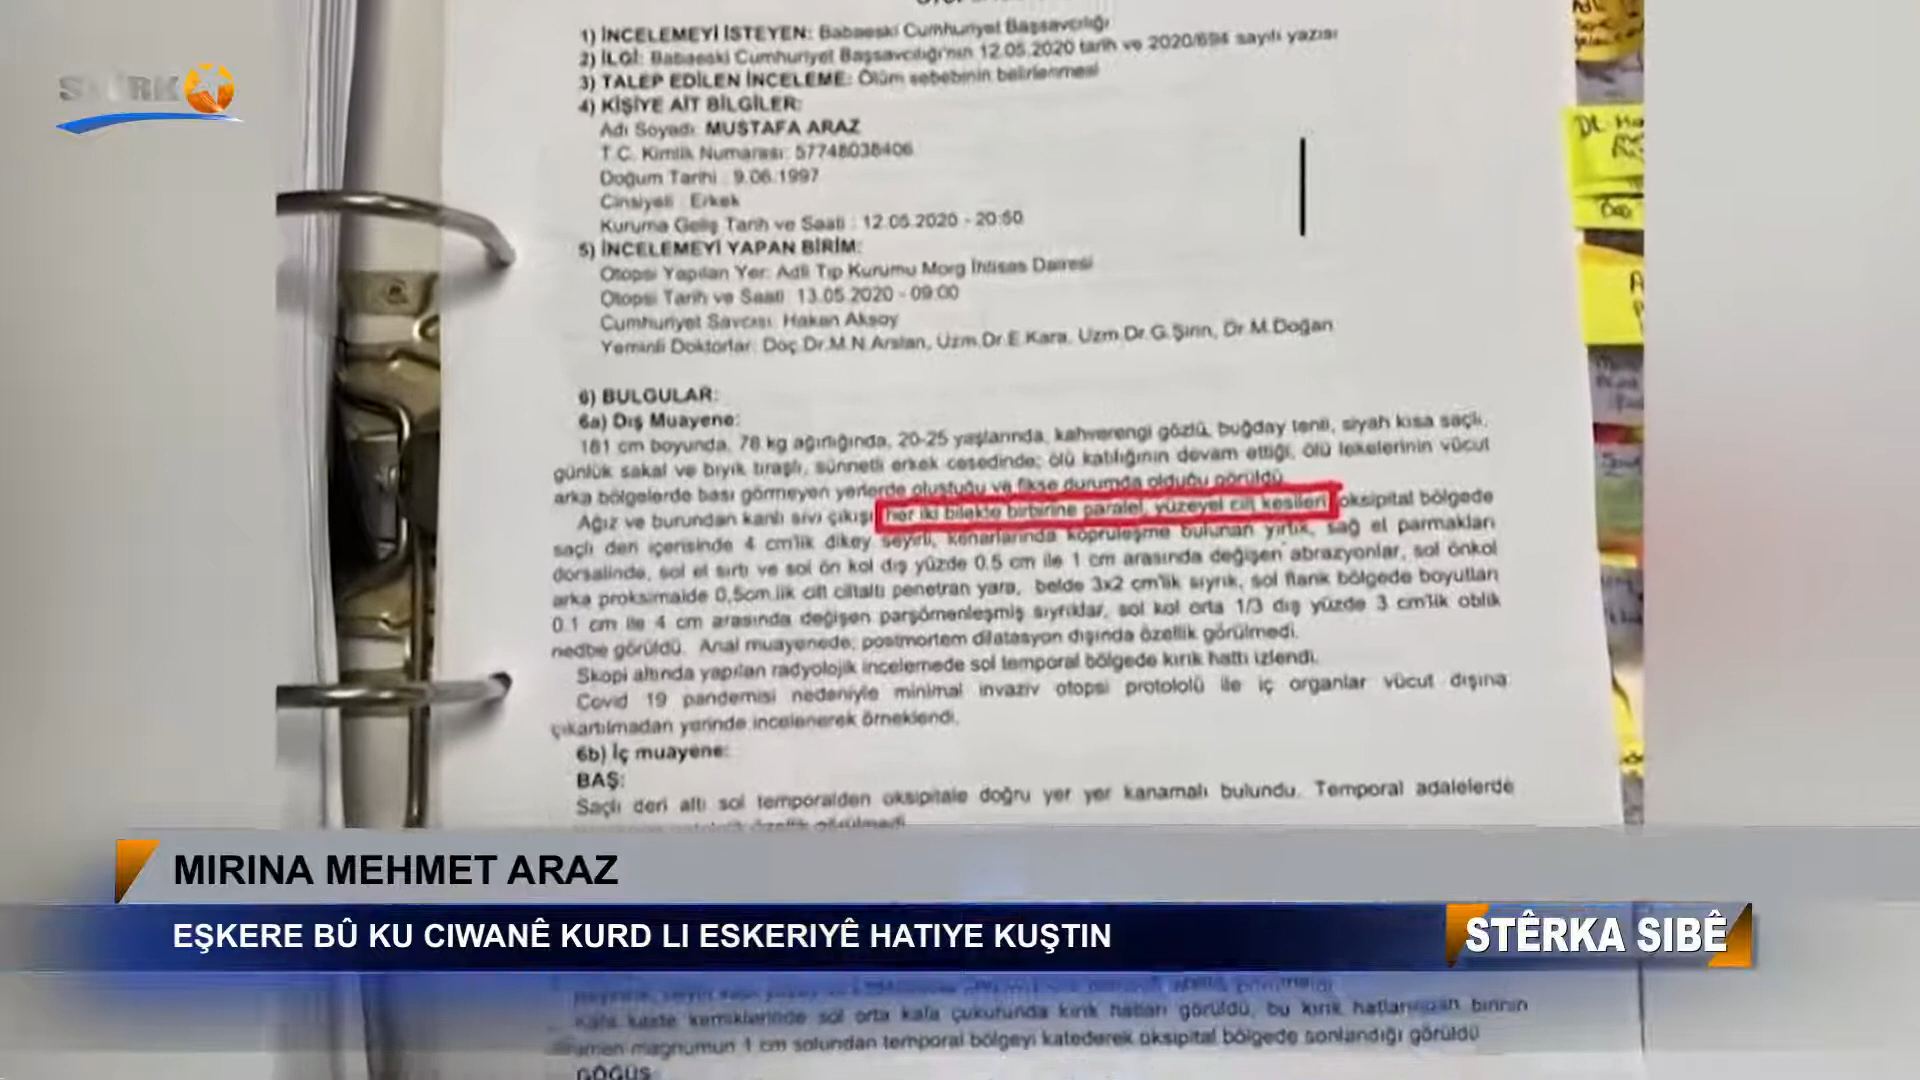 STÊRK
1) İNCELEMEYİ İSTEYEN: Babaeski Cumhuriyet Başsavcılığı
2) İLGİ: Babaeski Cumhuriyet Başsavcılığı'nın 12.05.2020 tarih ve 2020/694 sayılı yazısı
3) TALEP EDİLEN İNCELEME: Ölüm sebebinin belirlenmesi
4) KİŞİYE AİT BİLGİLER:
Adı Soyadı: MUSTAFA ARAZ
T.C. Kimlik Numarası: 57748038406
Doğum Tarihi : 9.06.1997
Cinsiyeti : Erkek
Kuruma Geliş Tarih ve Saati : 12.05.2020 - 20:50
5) İNCELEMEYİ YAPAN BİRİM:
Otopsi Yapılan Yer: Adli Tıp Kurumu Morg İhtisas Dairesi
Otopsi Tarih ve Saati: 13.05.2020 - 09:00
Cumhuriyet Savcısı: Hakan Aksoy
Yeminli Doktorlar: Doç.Dr.M.N.Arslan, Uzm.Dr.E.Kara, Uzm.Dr.G.Şirin, Dr.M.Doğan
6) BULGULAR:
6a) Dış Muayene:
181 cm boyunda, 78 kg ağırlığında, 20-25 yaşlarında, kahverengi gözlü, buğday tenli, siyah kısa saçlı,
günlük sakal ve bıyık tıraşlı, sünnetli erkek cesedinde; ölü katılığının devam ettiği, ölü lekelerinin vücut
arka bölgelerde bası görmeyen yerlerde oluştuğu ve fikse durumda olduğu görüldü.
Ağız ve burundan kanlı sıvı çıkışı, her iki bilekte birbirine paralel, yüzeyel cilt kesileri, oksipital bölgede
saçlı deri içerisinde 4 cm'lik dikey seyirli, kenarlarında köprüleşme bulunan yırtık, sağ el parmakları
dorsalinde, sol el sırtı ve sol ön kol dış yüzde 0.5 cm ile 1 cm arasında değişen abrazyonlar, sol önkol
arka proksimalde 0,5cm.lik cilt ciltaltı penetran yara, belde 3x2 cm'lik sıyrık, sol flank bölgede boyutları
0.1 cm ile 4 cm arasında değişen parşömenleşmiş sıyrıklar, sol kol orta 1/3 dış yüzde 3 cm'lik oblik
nedbe görüldü. Anal muayenede; postmortem dilatasyon dışında özellik görülmedi.
Skopi altında yapılan radyolojik incelemede sol temporal bölgede kırık hattı izlendi.
Covid 19 pandemisi nedeniyle minimal invaziv otopsi protololü ile iç organlar vücut dışına
çıkartılmadan yerinde incelenerek örneklendi.
6b) İç muayene:
BAŞ:
Saçlı deri altı sol temporalden oksipitale doğru yer yer kanamalı bulundu. Temporal adalelerde
özellik görülmedi
MIRINA MEHMET ARAZ
EŞKERE BÛ KU CIWANÊ KURD LI ESKERIYÊ HATIYE KUŞTIN
STÊRKA SIBÊ
Kafa kaide kemiklerinde sol orta kafa çukurunda kırık hatları görüldü, bu kırık hatlarından birinin
magnumun 1 cm solundan temporal bölgeyi katederek oksipital bölgede sonlandığı görüldü
GÖĞÜS: